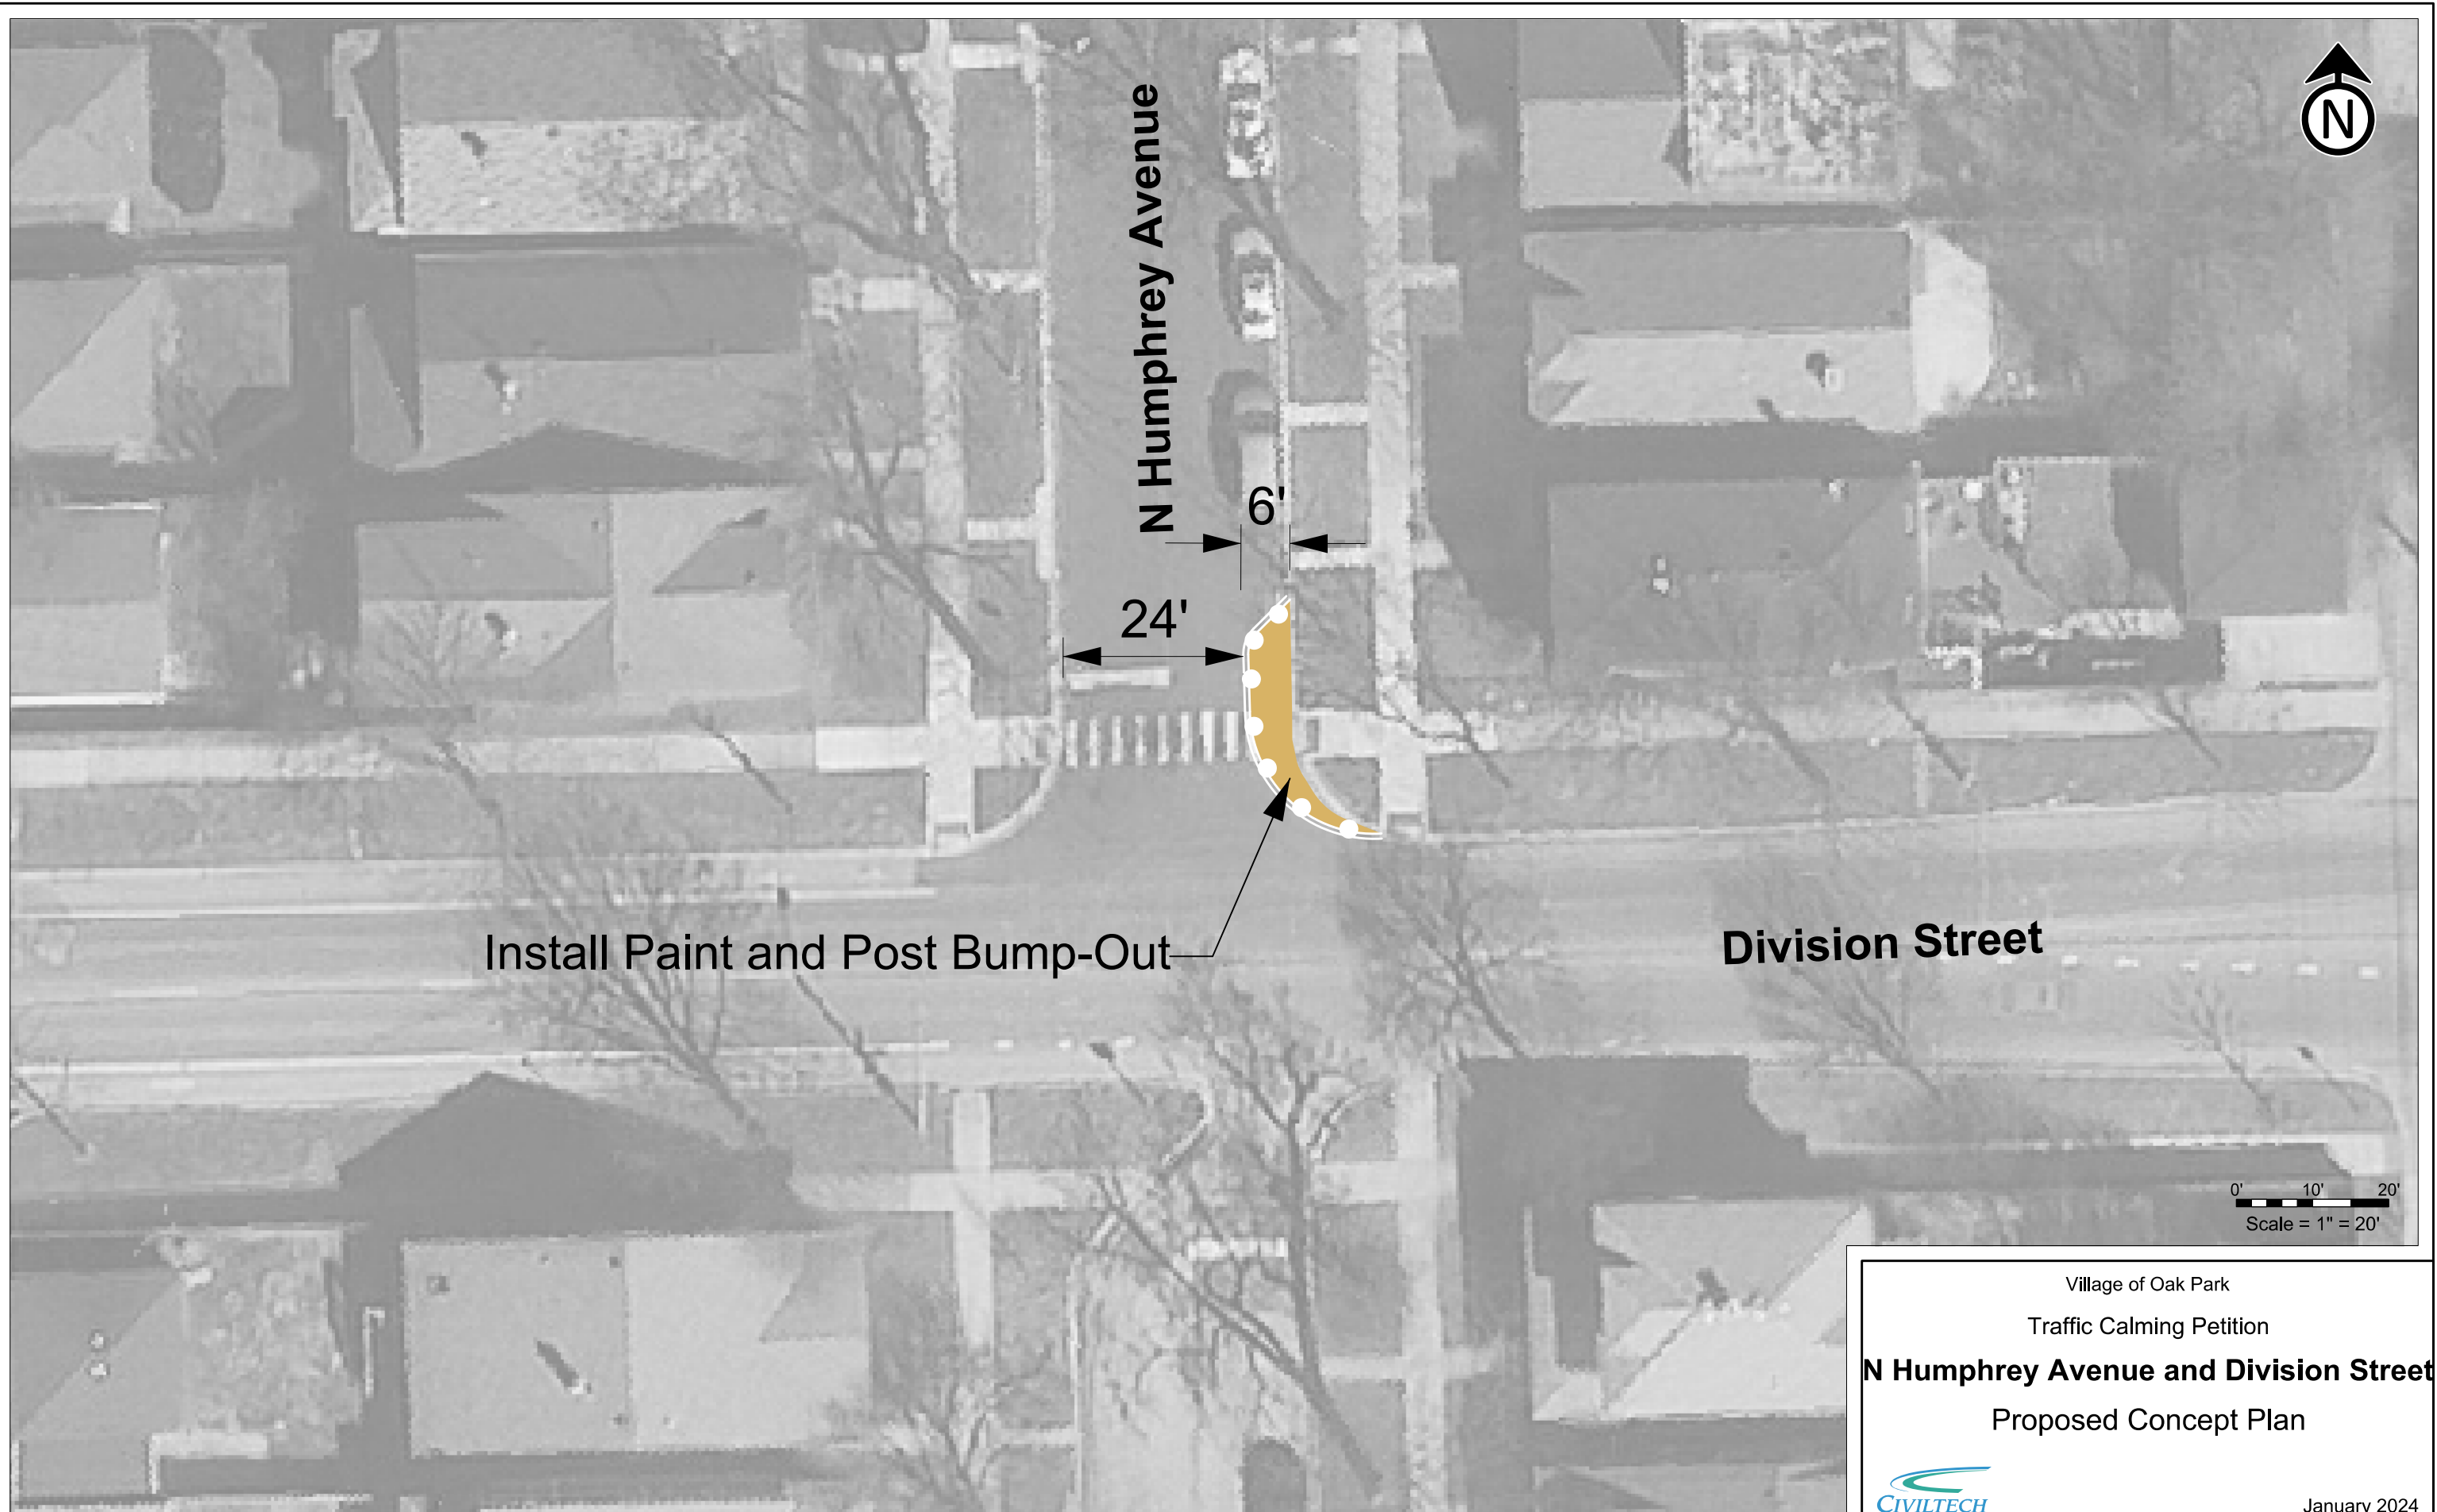 N
N Humphrey Avenue
6'
24'
Install Paint and Post Bump-Out
Division Street
0' 10' 20'
Scale = 1" = 20'
Village of Oak Park
Traffic Calming Petition
N Humphrey Avenue and Division Street
Proposed Concept Plan
CIVILTECH
January 2024